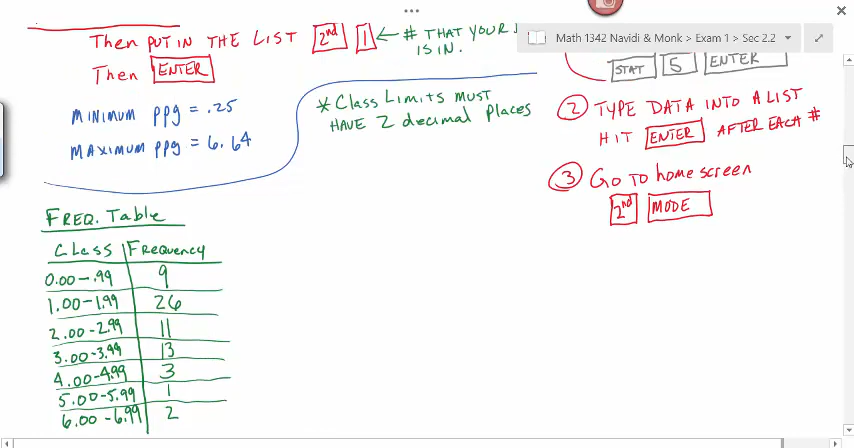 Then PUT IN THE LIST 2nd 1 ← # THAT YOUR
IS IN.
Then ENTER
Math 1342 Navidi & Monk > Exam 1 > Sec 2.2
STAT 5 ENTER
MINIMUM ppg = .25
MAXIMUM ppg = 6.64
*Class Limits MUST
HAVE 2 decimal places
2 TYPE DATA INTO A LIST
HIT ENTER AFTER EACH #
3 GO TO home screen
2nd MODE
FREQ. Table
CLASS Frequency
0.00-.99 9
1.00-1.99 26
2.00-2.99 11
3.00-3.99 13
4.00-4.99 3
5.00-5.99 1
6.00-6.99 2